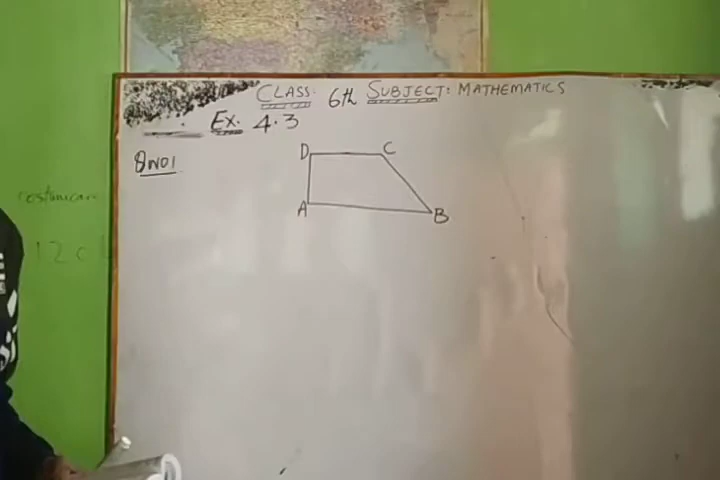 CLASS: 6th SUBJECT: MATHEMATICS
EX. 4.3
QNO1
D C
A B